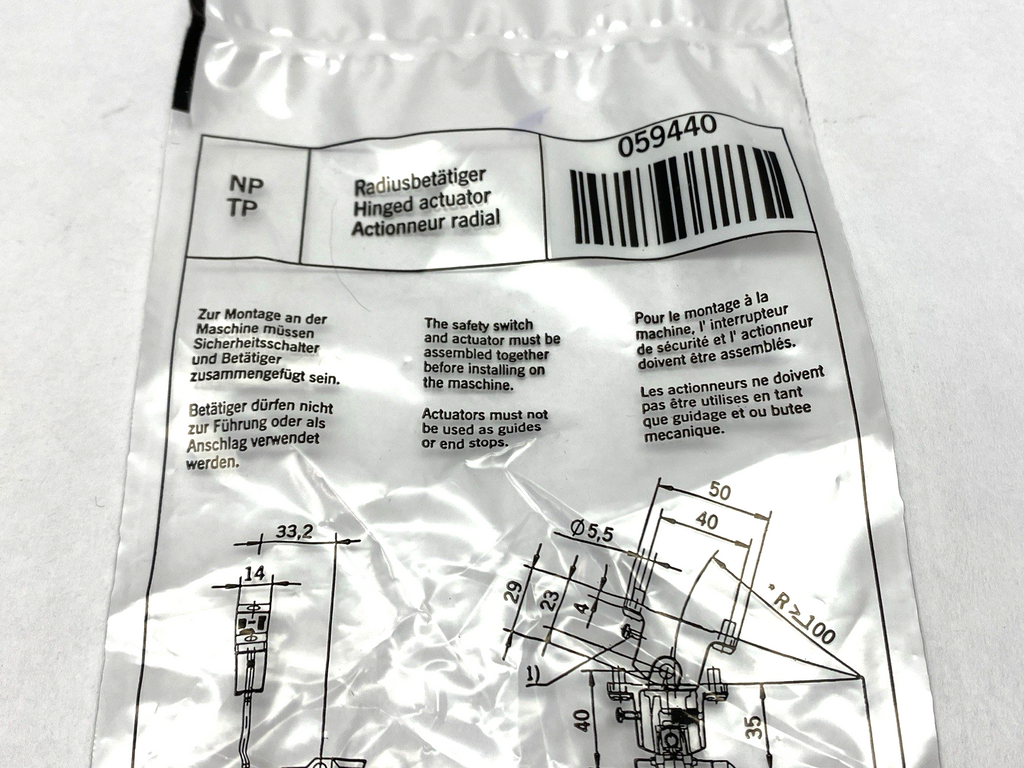 NP
TP
Radiusbetätiger
Hinged actuator
Actionneur radial
059440
Zur Montage an der
Maschine müssen
Sicherheitsschalter
und Betätiger
zusammengefügt sein.
Betätiger dürfen nicht
zur Führung oder als
Anschlag verwendet
werden.
The safety switch
and actuator must be
assembled together
before installing on
the maschine.
Actuators must not
be used as guides
or end stops.
Pour le montage à la
machine, l' interrupteur
de sécurité et l' actionneur
doivent être assemblés.
Les actionneurs ne doivent
pas être utilises en tant
que guidage et ou butee
mecanique.
33,2
14
50
40
Ø5,5
29
23
4
*R≥100
1)
40
35